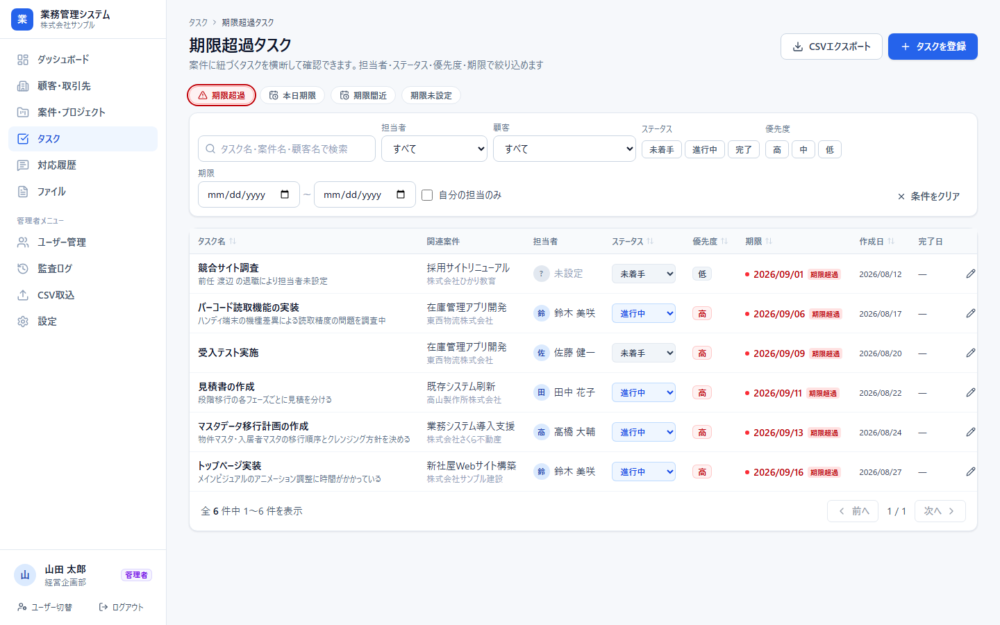 業 業務管理システム
株式会社サンプル
ダッシュボード
顧客・取引先
案件・プロジェクト
タスク
対応履歴
ファイル
管理者メニュー
ユーザー管理
監査ログ
CSV取込
設定
山 山田 太郎 管理者
経営企画部
ユーザー切替 ログアウト
タスク 期限超過タスク
期限超過タスク
案件に紐づくタスクを横断して確認できます。担当者・ステータス・優先度・期限で絞り込めます
CSVエクスポート タスクを登録
期限超過 本日期限 期限間近 期限未設定
担当者 顧客 ステータス 優先度
タスク名・案件名・顧客名で検索 すべて すべて 未着手 進行中 完了 高 中 低
期限
mm/dd/yyyy ～ mm/dd/yyyy 自分の担当のみ 条件をクリア
タスク名 関連案件 担当者 ステータス 優先度 期限 作成日 完了日
競合サイト調査 採用サイトリニューアル ? 未設定 未着手 低 2026/09/01 期限超過 2026/08/12 —
前任 渡辺 の退職により担当者未設定 株式会社ひかり教育
バーコード読取機能の実装 在庫管理アプリ開発 鈴 鈴木 美咲 進行中 高 2026/09/06 期限超過 2026/08/17 —
ハンディ端末の機種差異による読取精度の問題を調査中 東西物流株式会社
受入テスト実施 在庫管理アプリ開発 佐 佐藤 健一 未着手 高 2026/09/09 期限超過 2026/08/20 —
東西物流株式会社
見積書の作成 既存システム刷新 田 田中 花子 進行中 高 2026/09/11 期限超過 2026/08/22 —
段階移行の各フェーズごとに見積を分ける 高山製作所株式会社
マスタデータ移行計画の作成 業務システム導入支援 高 高橋 大輔 進行中 高 2026/09/13 期限超過 2026/08/24 —
物件マスタ・入居者マスタの移行順序とクレンジング方針を決める 株式会社さくら不動産
トップページ実装 新社屋Webサイト構築 鈴 鈴木 美咲 進行中 高 2026/09/16 期限超過 2026/08/27 —
メインビジュアルのアニメーション調整に時間がかかっている 株式会社サンプル建設
全 6 件中 1～6 件を表示 前へ 1 / 1 次へ